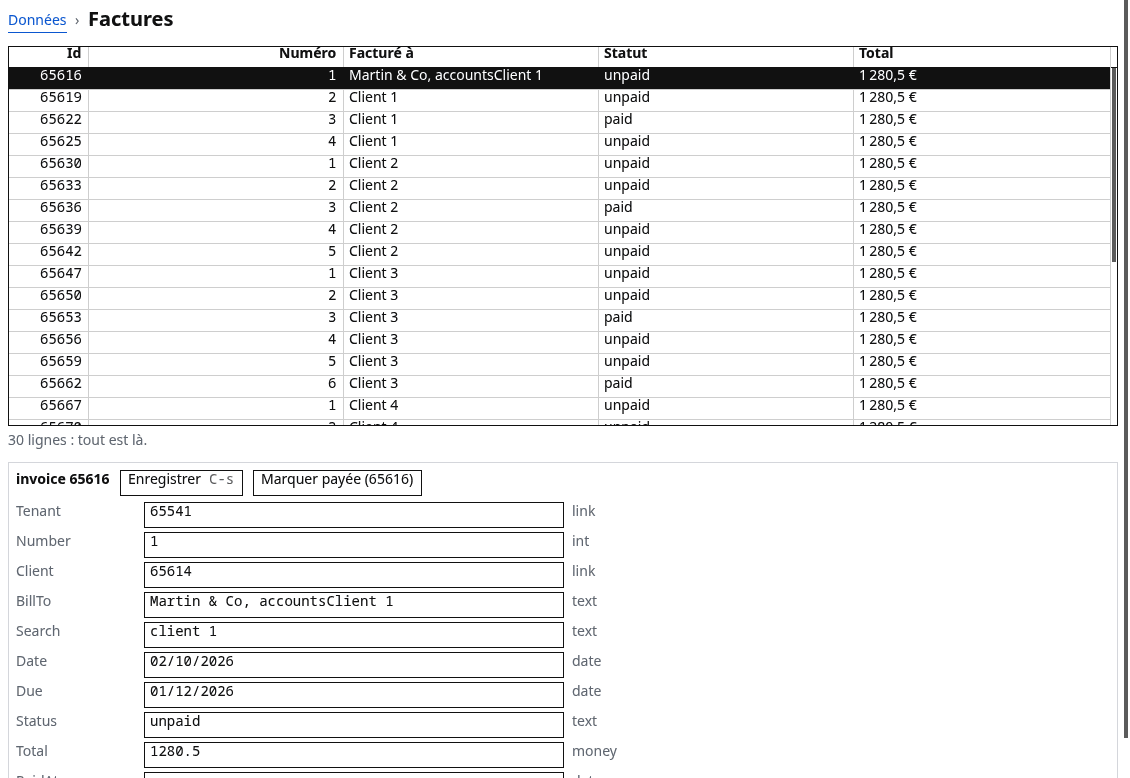 Données › Factures
Id Numéro Facturé à Statut Total
65616 1 Martin & Co, accountsClient 1 unpaid 1 280,5 €
65619 2 Client 1 unpaid 1 280,5 €
65622 3 Client 1 paid 1 280,5 €
65625 4 Client 1 unpaid 1 280,5 €
65630 1 Client 2 unpaid 1 280,5 €
65633 2 Client 2 unpaid 1 280,5 €
65636 3 Client 2 paid 1 280,5 €
65639 4 Client 2 unpaid 1 280,5 €
65642 5 Client 2 unpaid 1 280,5 €
65647 1 Client 3 unpaid 1 280,5 €
65650 2 Client 3 unpaid 1 280,5 €
65653 3 Client 3 paid 1 280,5 €
65656 4 Client 3 unpaid 1 280,5 €
65659 5 Client 3 unpaid 1 280,5 €
65662 6 Client 3 paid 1 280,5 €
65667 1 Client 4 unpaid 1 280,5 €
30 lignes : tout est là.
invoice 65616 Enregistrer C-s Marquer payée (65616)
Tenant 65541 link
Number 1 int
Client 65614 link
BillTo Martin & Co, accountsClient 1 text
Search client 1 text
Date 02/10/2026 date
Due 01/12/2026 date
Status unpaid text
Total 1280.5 money